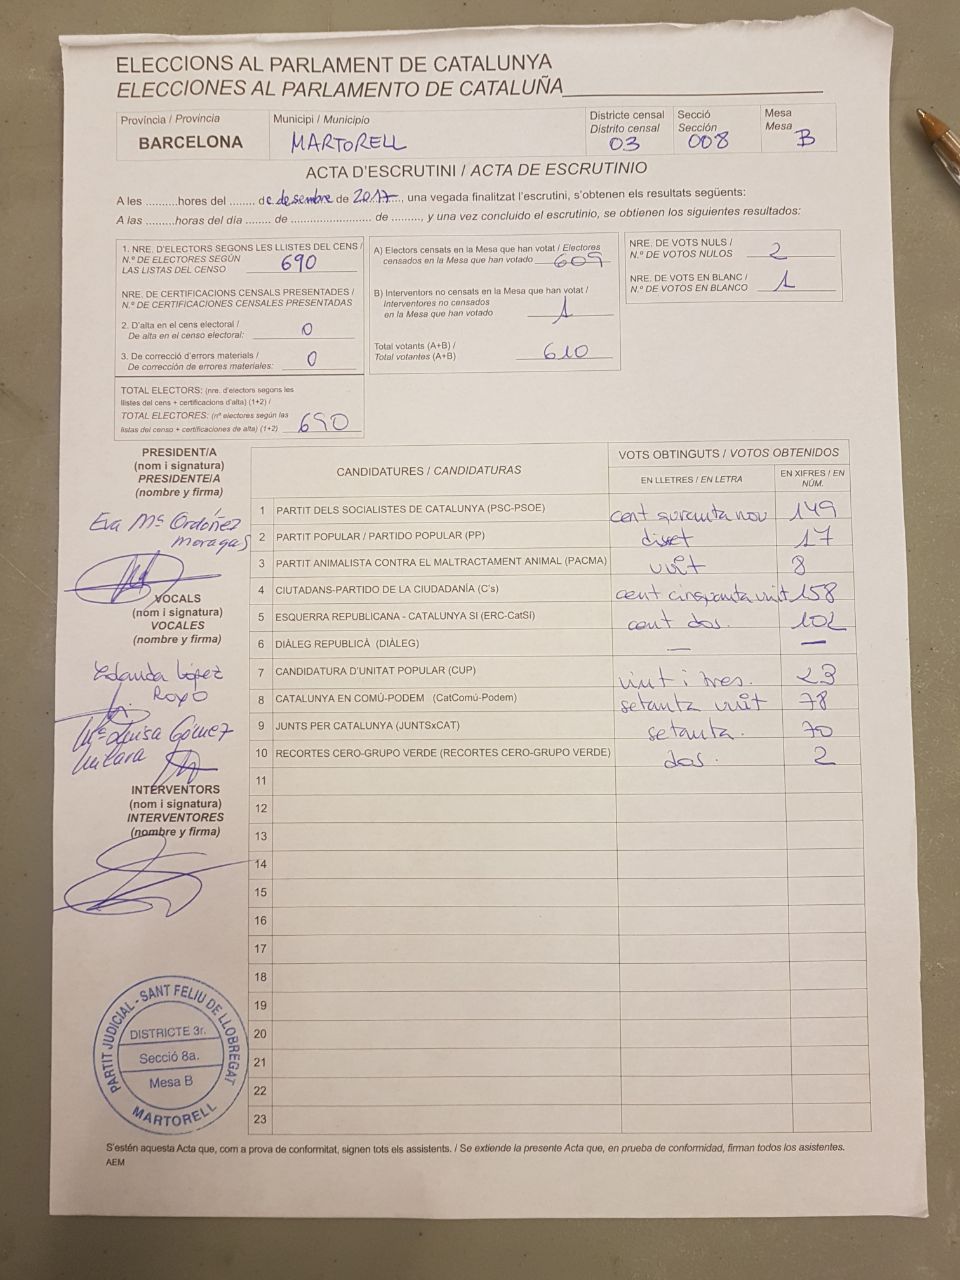 ELECCIONS AL PARLAMENT DE CATALUNYA
ELECCIONES AL PARLAMENTO DE CATALUÑA
Província / Provincia
BARCELONA
Municipi / Municipio
MARTORELL
Districte censal
Distrito censal
03
Secció
Sección
008
Mesa
Mesa
B
ACTA D'ESCRUTINI / ACTA DE ESCRUTINIO
A les .........hores del ........ de desembre de 2017..., una vegada finalitzat l'escrutini, s'obtenen els resultats següents:
A las .........horas del día ........ de ......................... de ........., y una vez concluido el escrutinio, se obtienen los siguientes resultados:
1. NRE. D'ELECTORS SEGONS LES LLISTES DEL CENS /
N.º DE ELECTORES SEGÚN
LAS LISTAS DEL CENSO 690
NRE. DE CERTIFICACIONS CENSALS PRESENTADES /
N.º DE CERTIFICACIONES CENSALES PRESENTADAS
2. D'alta en el cens electoral /
De alta en el censo electoral: 0
3. De correcció d'errors materials /
De corrección de errores materiales: 0
TOTAL ELECTORS: (nre. d'electors segons les
llistes del cens + certificacions d'alta) (1+2) /
TOTAL ELECTORES: (nº electores según las
listas del censo + certificaciones de alta) (1+2) 690
A) Electors censats en la Mesa que han votat / Electores
censados en la Mesa que han votado 609
B) Interventors no censats en la Mesa que han votat /
Interventores no censados
en la Mesa que han votado 1
Total votants (A+B) /
Total votantes (A+B) 610
NRE. DE VOTS NULS /
N.º DE VOTOS NULOS 2
NRE. DE VOTS EN BLANC /
N.º DE VOTOS EN BLANCO 1
PRESIDENT/A
(nom i signatura)
PRESIDENTE/A
(nombre y firma)
Eva Mª Ordóñez
Moragas
VOCALS
(nom i signatura)
VOCALES
(nombre y firma)
Yolanda López
Royo
Mª Luisa Gómez
INTERVENTORS
(nom i signatura)
INTERVENTORES
(nombre y firma)
CANDIDATURES / CANDIDATURAS
VOTS OBTINGUTS / VOTOS OBTENIDOS
EN LLETRES / EN LETRA
EN XIFRES / EN
NÚM.
1 PARTIT DELS SOCIALISTES DE CATALUNYA (PSC-PSOE) cent quranta nou 149
2 PARTIT POPULAR / PARTIDO POPULAR (PP) disset 17
3 PARTIT ANIMALISTA CONTRA EL MALTRACTAMENT ANIMAL (PACMA) vuit 8
4 CIUTADANS-PARTIDO DE LA CIUDADANÍA (C's) cent cinquanta vuit 158
5 ESQUERRA REPUBLICANA - CATALUNYA SI (ERC-CatSí) cent dos. 102
6 DIÀLEG REPUBLICÀ (DIÀLEG) — —
7 CANDIDATURA D'UNITAT POPULAR (CUP) vint i tres. 23
8 CATALUNYA EN COMÚ-PODEM (CatComú-Podem) setanta vuit 78
9 JUNTS PER CATALUNYA (JUNTSxCAT) setanta. 70
10 RECORTES CERO-GRUPO VERDE (RECORTES CERO-GRUPO VERDE) dos. 2
11
12
13
14
15
16
17
18
19
20
21
22
23
PARTIT JUDICIAL - SANT FELIU DE LLOBREGAT
DISTRICTE 3r.
Secció 8a.
Mesa B
MARTORELL
S'estén aquesta Acta que, com a prova de conformitat, signen tots els assistents. / Se extiende la presente Acta que, en prueba de conformidad, firman todos los asistentes.
AEM